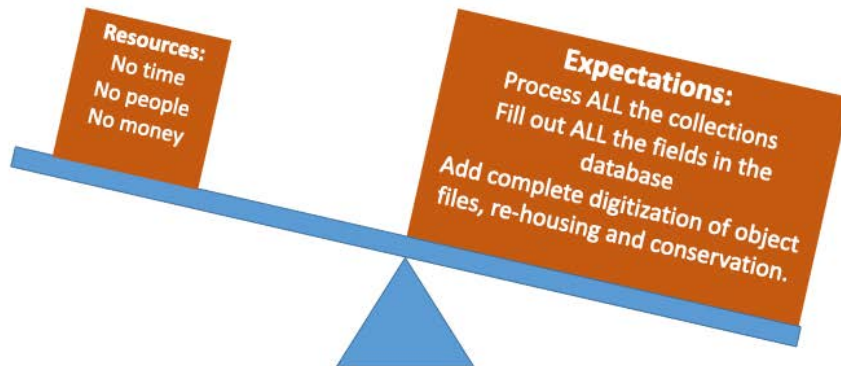 Resources:
No time
No people
No money
Expectations:
Process ALL the collections
Fill out ALL the fields in the
database
Add complete digitization of object
files, re-housing and conservation.